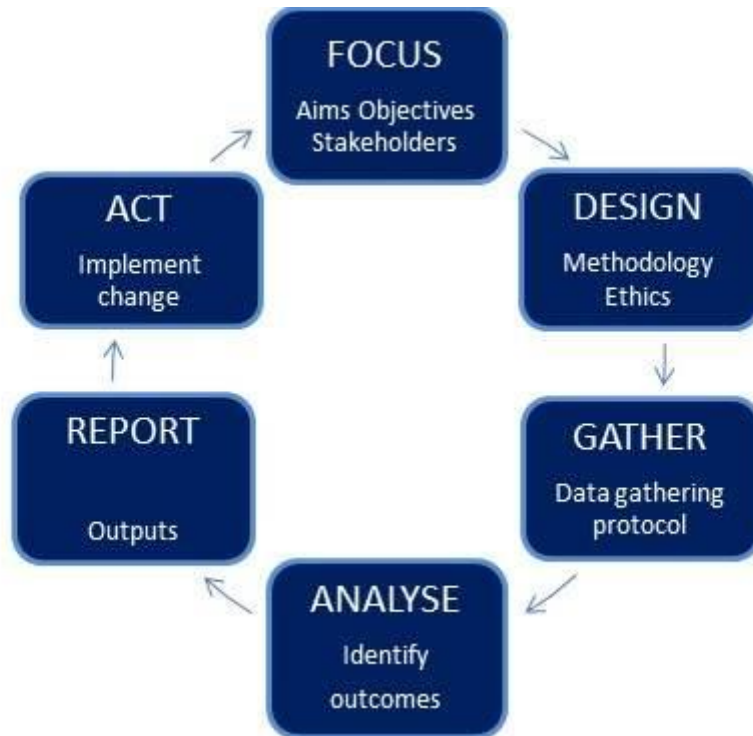 FOCUS
Aims Objectives
Stakeholders
DESIGN
Methodology
Ethics
GATHER
Data gathering
protocol
ANALYSE
Identify
outcomes
REPORT
Outputs
ACT
Implement
change